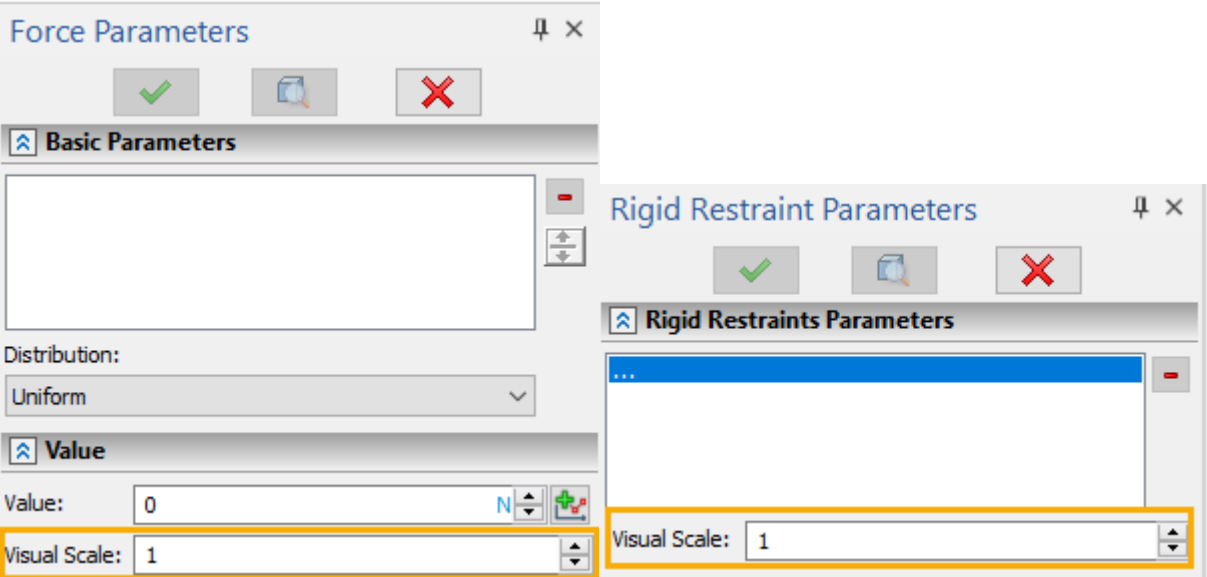 Force Parameters
Basic Parameters
Distribution:
Uniform
Value
Value: 0 N
Visual Scale: 1
Rigid Restraint Parameters
Rigid Restraints Parameters
...
Visual Scale: 1